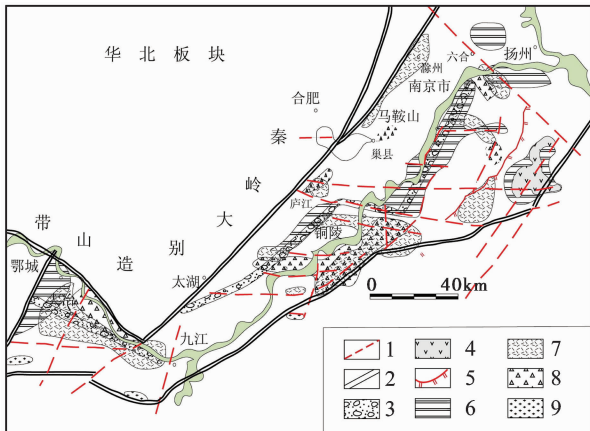 华北板块
六合
扬州
滁州
南京市
合肥
马鞍山
秦
巢县
岭
庐江
大
铜陵
别
带山造
鄂城
太湖
九江
0 40km
1 4 7
2 5 8
3 6 9